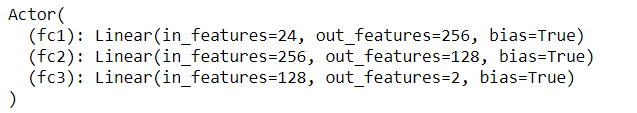 Actor(
  (fc1): Linear(in_features=24, out_features=256, bias=True)
  (fc2): Linear(in_features=256, out_features=128, bias=True)
  (fc3): Linear(in_features=128, out_features=2, bias=True)
)